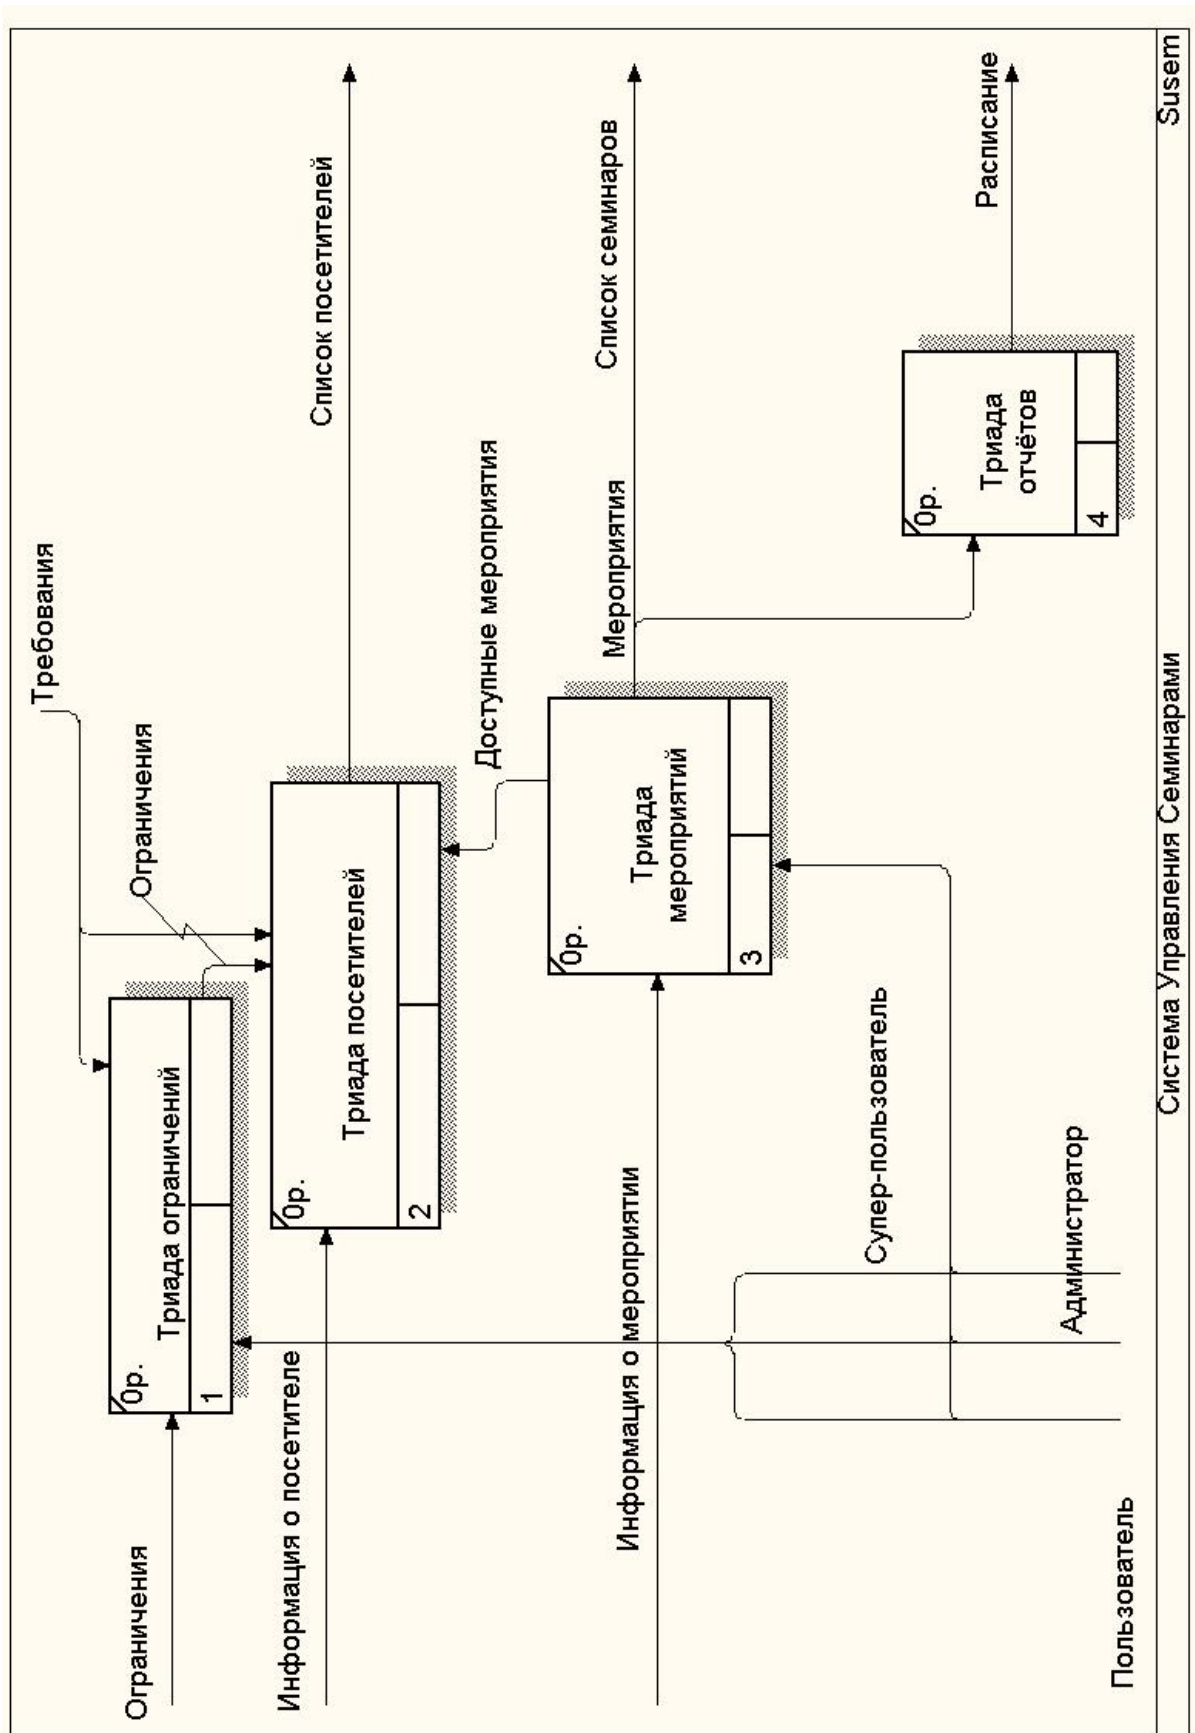 Требования
Ограничения
Ограничения
0р.
Триада ограничений
1
Информация о посетителе
0р.
Триада посетителей
2
Список посетителей
Доступные мероприятия
Информация о мероприятии
0р.
Триада
мероприятий
3
Мероприятия
Список семинаров
Супер-пользователь
0р.
Триада
отчётов
4
Расписание
Администратор
Пользователь
Система Управления Семинарами
Susem